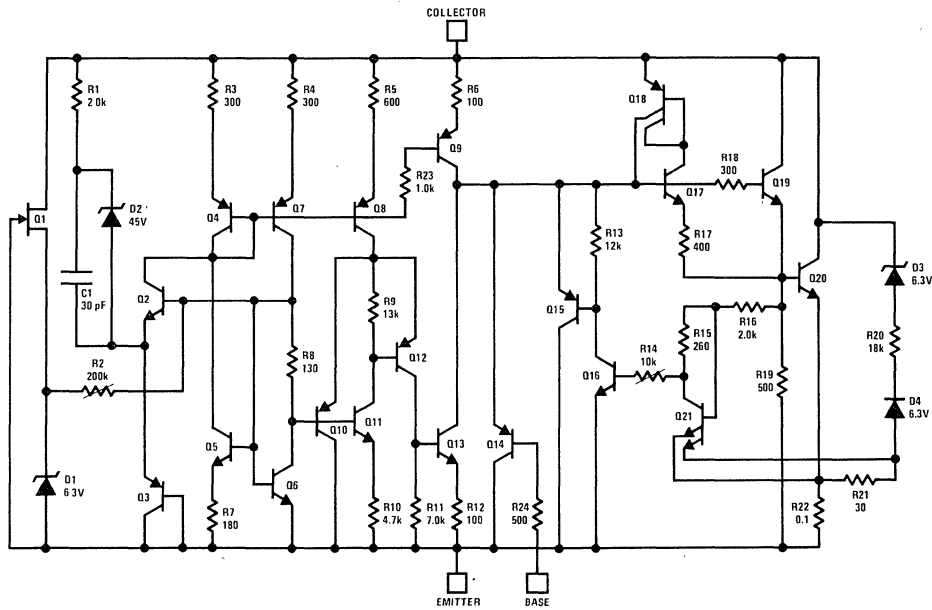 COLLECTOR
R1
2.0k
R3
300
R4
300
R5
600
R6
100
Q18
Q9
R23
1.0k
R18
300
Q19
Q17
D2
45V
Q1
Q4
Q7
Q8
C1
30 pF
Q2
R13
12k
R17
400
Q20
D3
6.3V
R9
13k
Q15
R2
200k
R8
130
Q12
R14
10k
R15
260
R16
2.0k
R19
500
R20
18k
Q16
D4
6.3V
Q21
Q5
Q10
Q11
Q13
Q14
D1
6.3V
Q3
Q6
R7
180
R10
4.7k
R11
7.0k
R12
100
R24
500
R21
30
R22
0.1
EMITTER
BASE